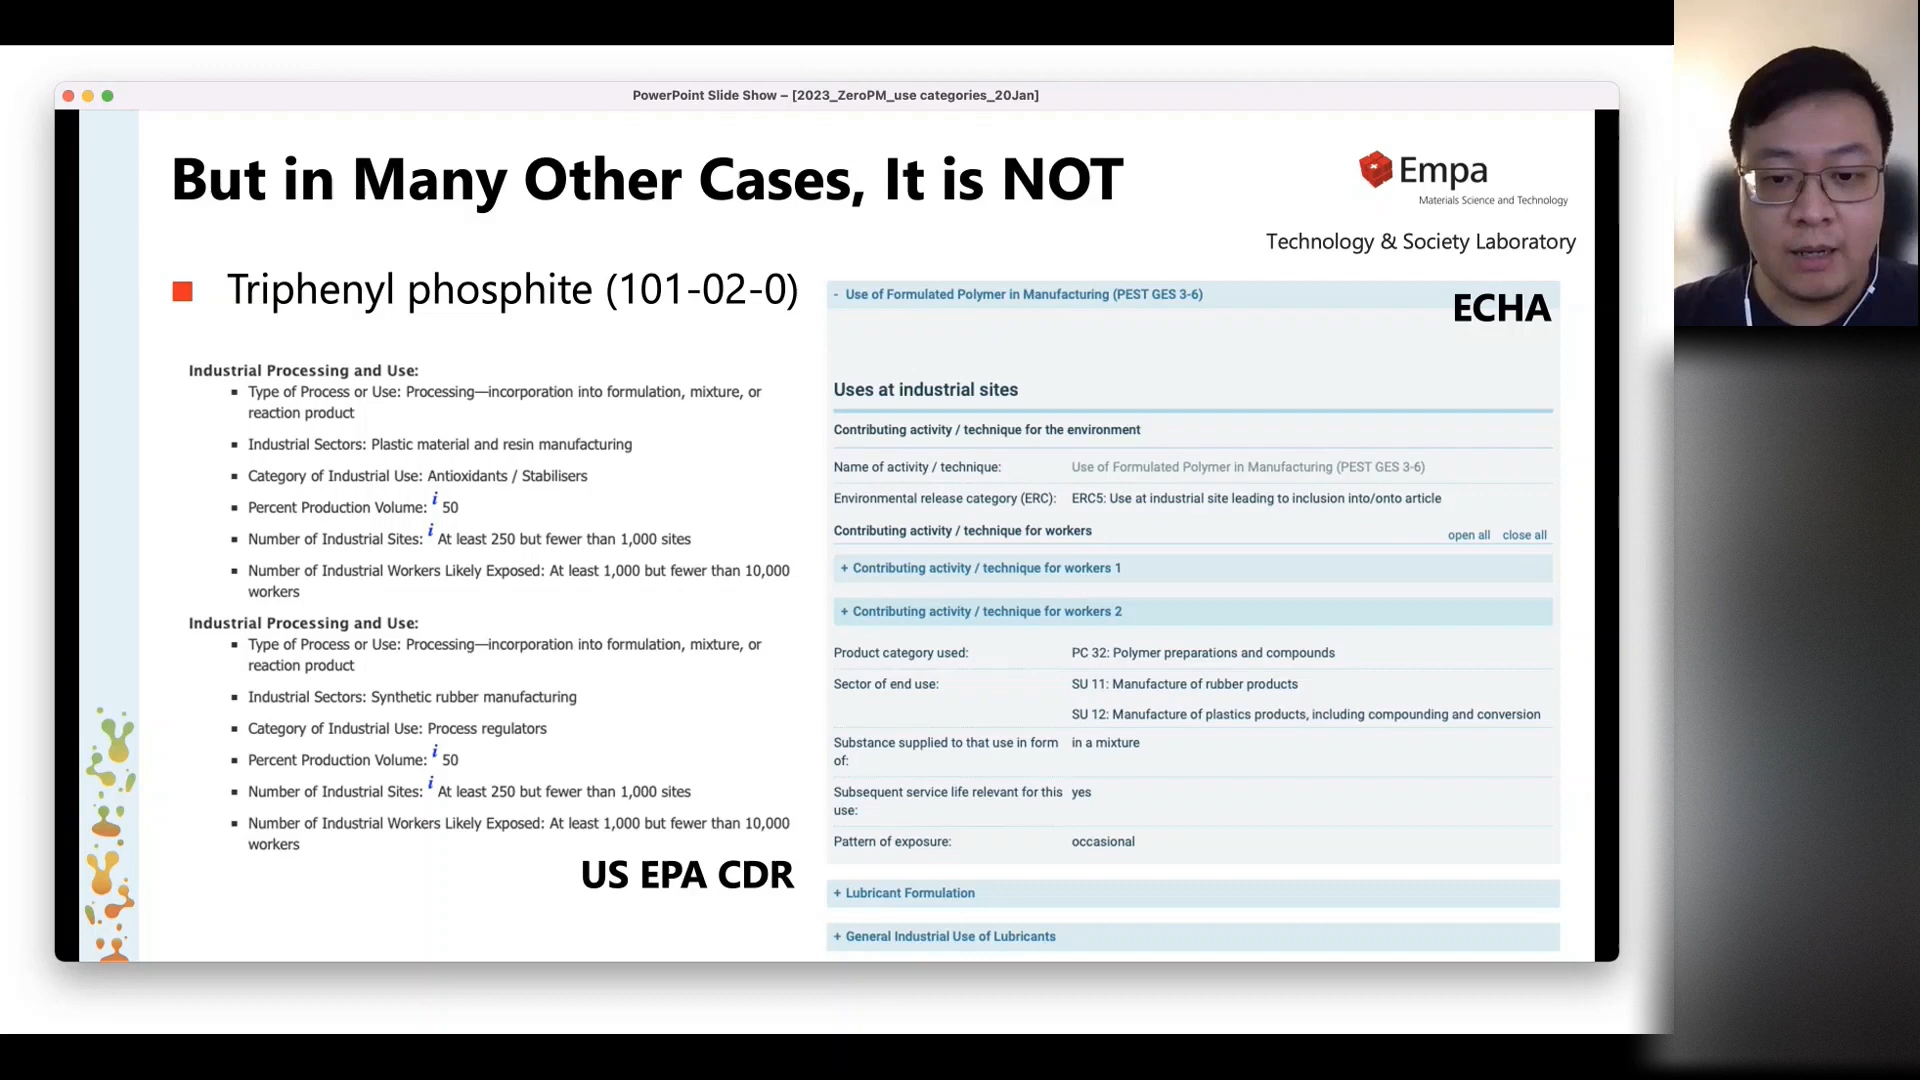 PowerPoint Slide Show – [2023_ZeroPM_use categories_20Jan]
But in Many Other Cases, It is NOT
Empa
Materials Science and Technology
Technology & Society Laboratory
Triphenyl phosphite (101-02-0)
Industrial Processing and Use:
Type of Process or Use: Processing—incorporation into formulation, mixture, or
reaction product
Industrial Sectors: Plastic material and resin manufacturing
Category of Industrial Use: Antioxidants / Stabilisers
Percent Production Volume: i 50
Number of Industrial Sites: i At least 250 but fewer than 1,000 sites
Number of Industrial Workers Likely Exposed: At least 1,000 but fewer than 10,000
workers
Industrial Processing and Use:
Type of Process or Use: Processing—incorporation into formulation, mixture, or
reaction product
Industrial Sectors: Synthetic rubber manufacturing
Category of Industrial Use: Process regulators
Percent Production Volume: i 50
Number of Industrial Sites: i At least 250 but fewer than 1,000 sites
Number of Industrial Workers Likely Exposed: At least 1,000 but fewer than 10,000
workers
US EPA CDR
- Use of Formulated Polymer in Manufacturing (PEST GES 3-6)
ECHA
Uses at industrial sites
Contributing activity / technique for the environment
Name of activity / technique: Use of Formulated Polymer in Manufacturing (PEST GES 3-6)
Environmental release category (ERC): ERC5: Use at industrial site leading to inclusion into/onto article
Contributing activity / technique for workers open all close all
+ Contributing activity / technique for workers 1
+ Contributing activity / technique for workers 2
Product category used: PC 32: Polymer preparations and compounds
Sector of end use: SU 11: Manufacture of rubber products
SU 12: Manufacture of plastics products, including compounding and conversion
Substance supplied to that use in form in a mixture
of:
Subsequent service life relevant for this yes
use:
Pattern of exposure: occasional
+ Lubricant Formulation
+ General Industrial Use of Lubricants